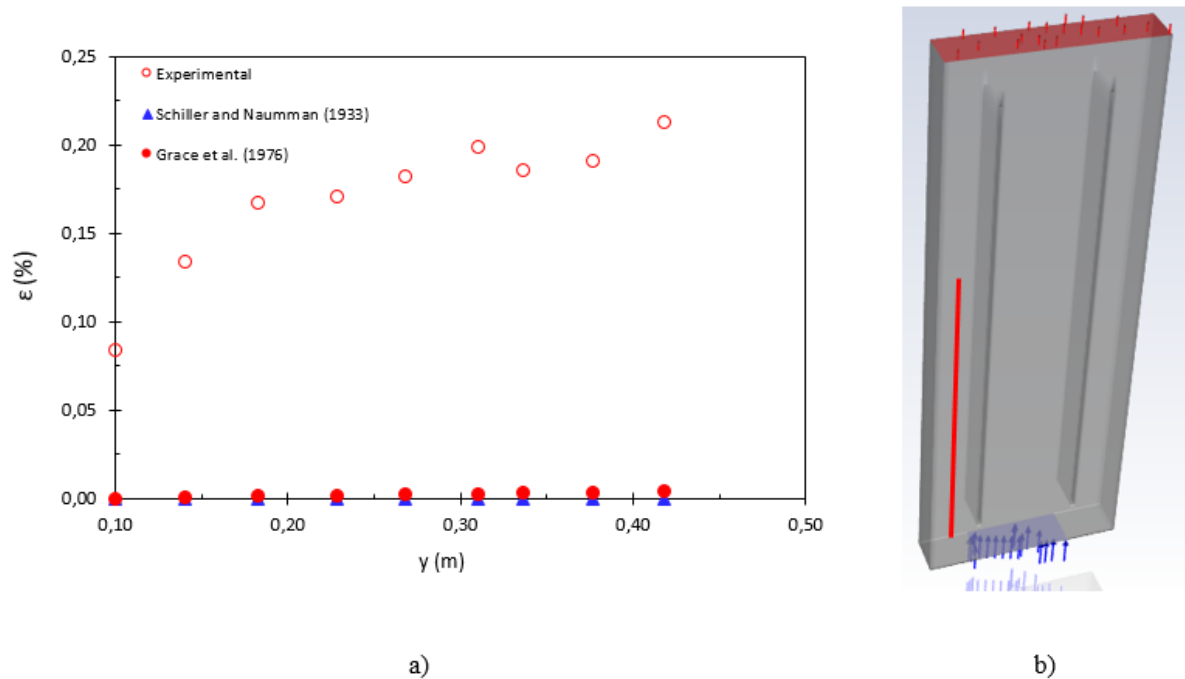 0,25
0,20
0,15
0,10
0,05
0,00
ε (%)
Experimental
Schiller and Naumman (1933)
Grace et al. (1976)
0,10 0,20 0,30 0,40 0,50
y (m)
a) b)